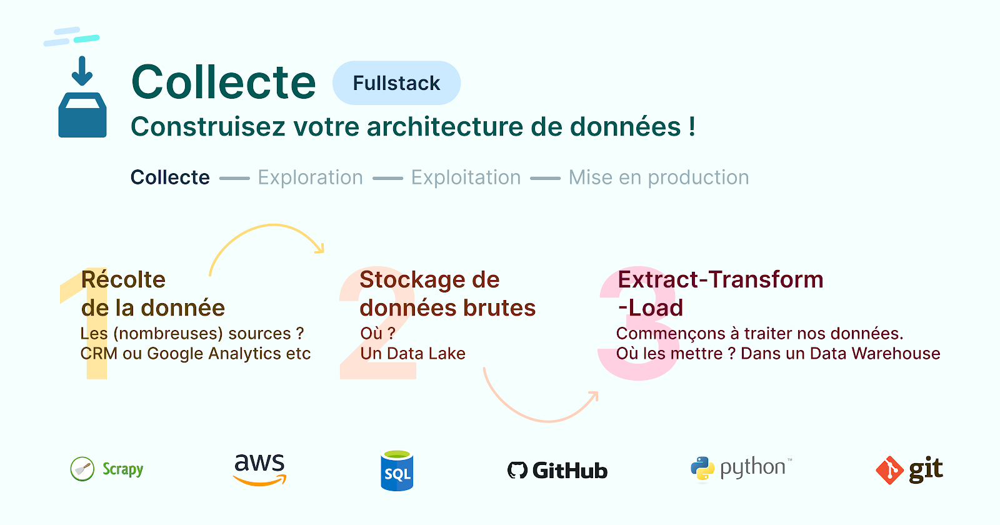 Collecte Fullstack
Construisez votre architecture de données !
Collecte — Exploration — Exploitation — Mise en production
1
Récolte
de la donnée
Les (nombreuses) sources ?
CRM ou Google Analytics etc
2
Stockage de
données brutes
Où ?
Un Data Lake
3
Extract-Transform
-Load
Commençons à traiter nos données.
Où les mettre ? Dans un Data Warehouse
Scrapy
aws
SQL
GitHub
python™
git